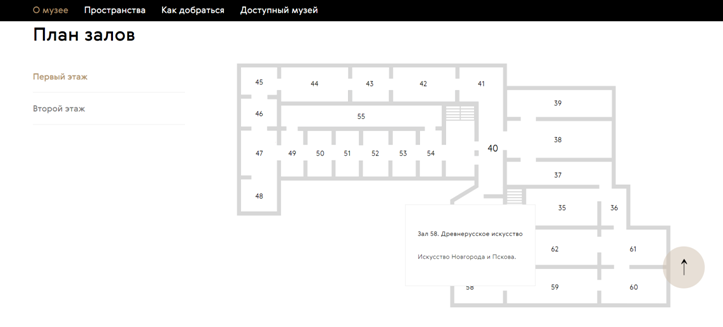 О музее Пространства Как добраться Доступный музей
План залов
Первый этаж
Второй этаж
45 44 43 42 41
39
46
55
38
40
47 49 50 51 52 53 54
37
48
35 36
Зал 58. Древнерусское искусство
62 61
Искусство Новгорода и Пскова.
58 59 60